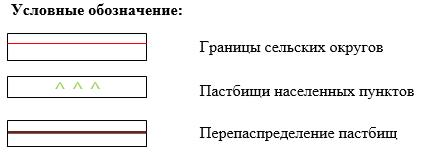 Условные обозначение:
Границы сельских округов
Пастбищи населенных пунктов
Перепаспределение пастбищ